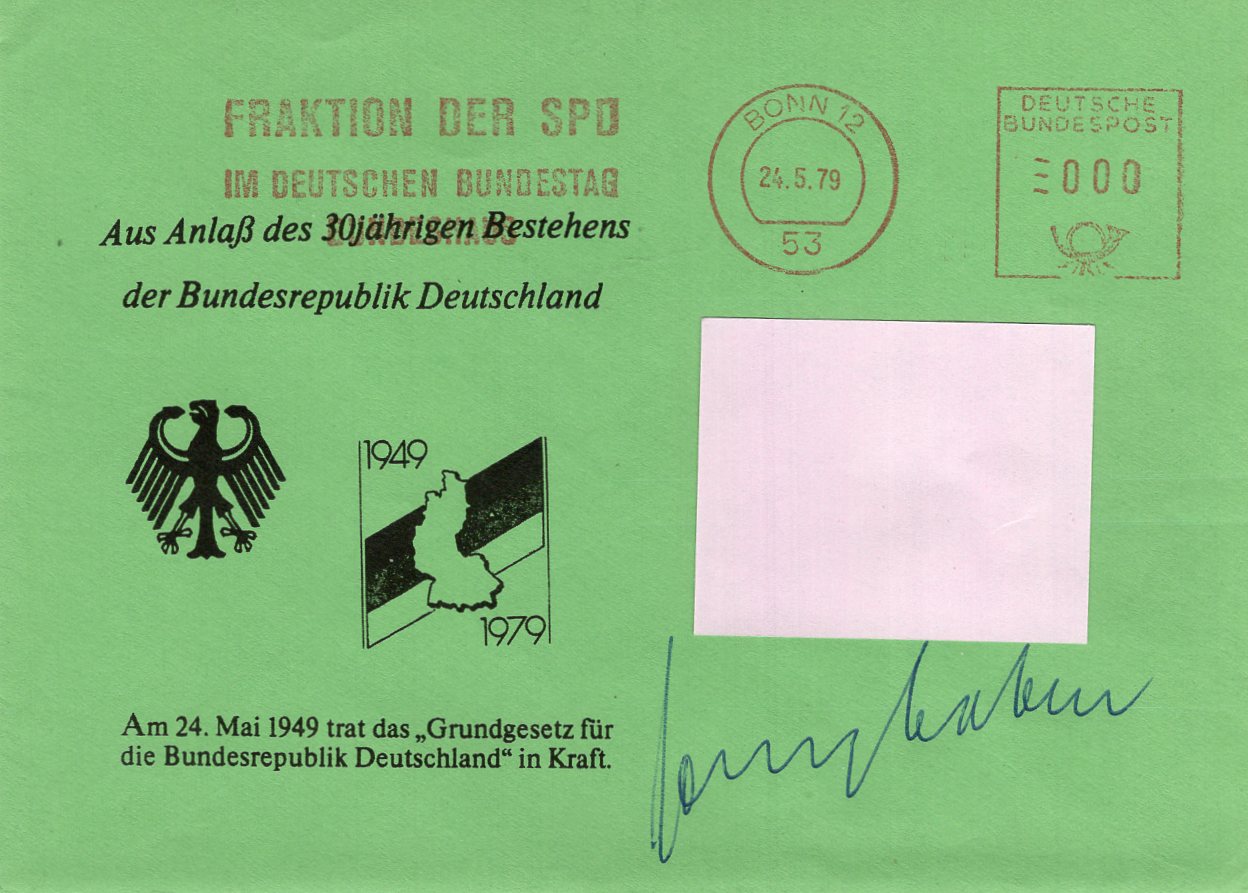 FRAKTION DER SPD
IM DEUTSCHEN BUNDESTAG
BUNDESHAUS
Aus Anlaß des 30jährigen Bestehens
der Bundesrepublik Deutschland
BONN 12
24.5.79
53
DEUTSCHE
BUNDESPOST
000
1949
1979
Am 24. Mai 1949 trat das „Grundgesetz für
die Bundesrepublik Deutschland“ in Kraft.